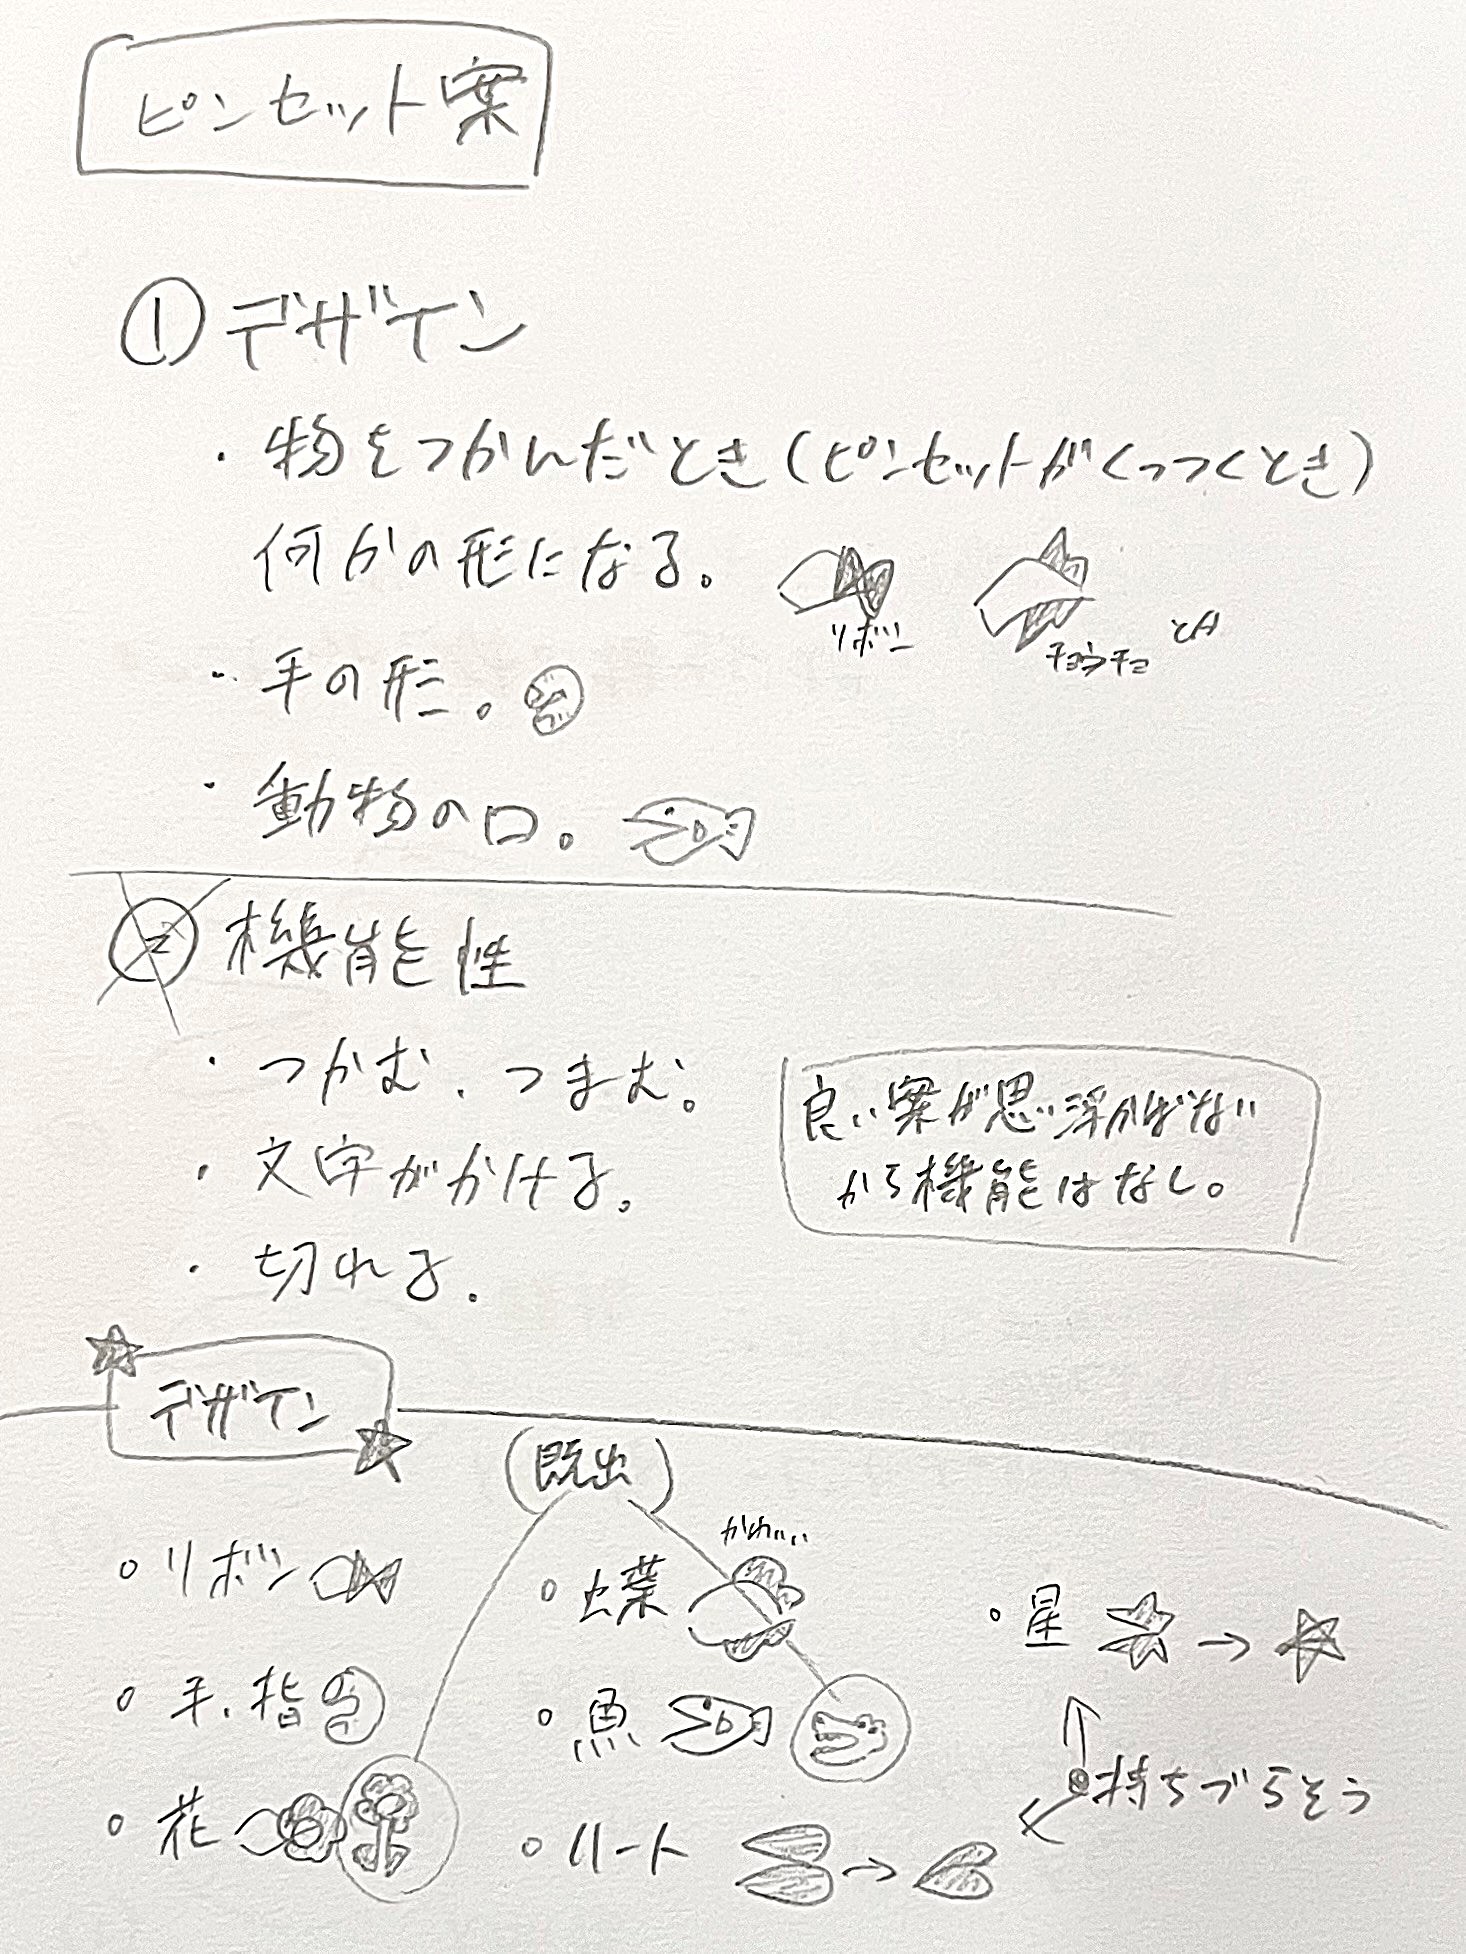 ピンセット案
① デザイン
・物をつかんだとき(ピンセットがくっつくとき)
何かの形になる。
リボン
チョウチョ
とか
・手の形。
・動物の口。
② 機能性
・つかむ、つまむ。
・文字がかける。
・切れる。
良い案が思い浮かばない
から機能はなし。
デザイン
(既出)
かわいい
・リボン
・蝶
・星
・手、指
・魚
持ちづらそう
・花
・ハート